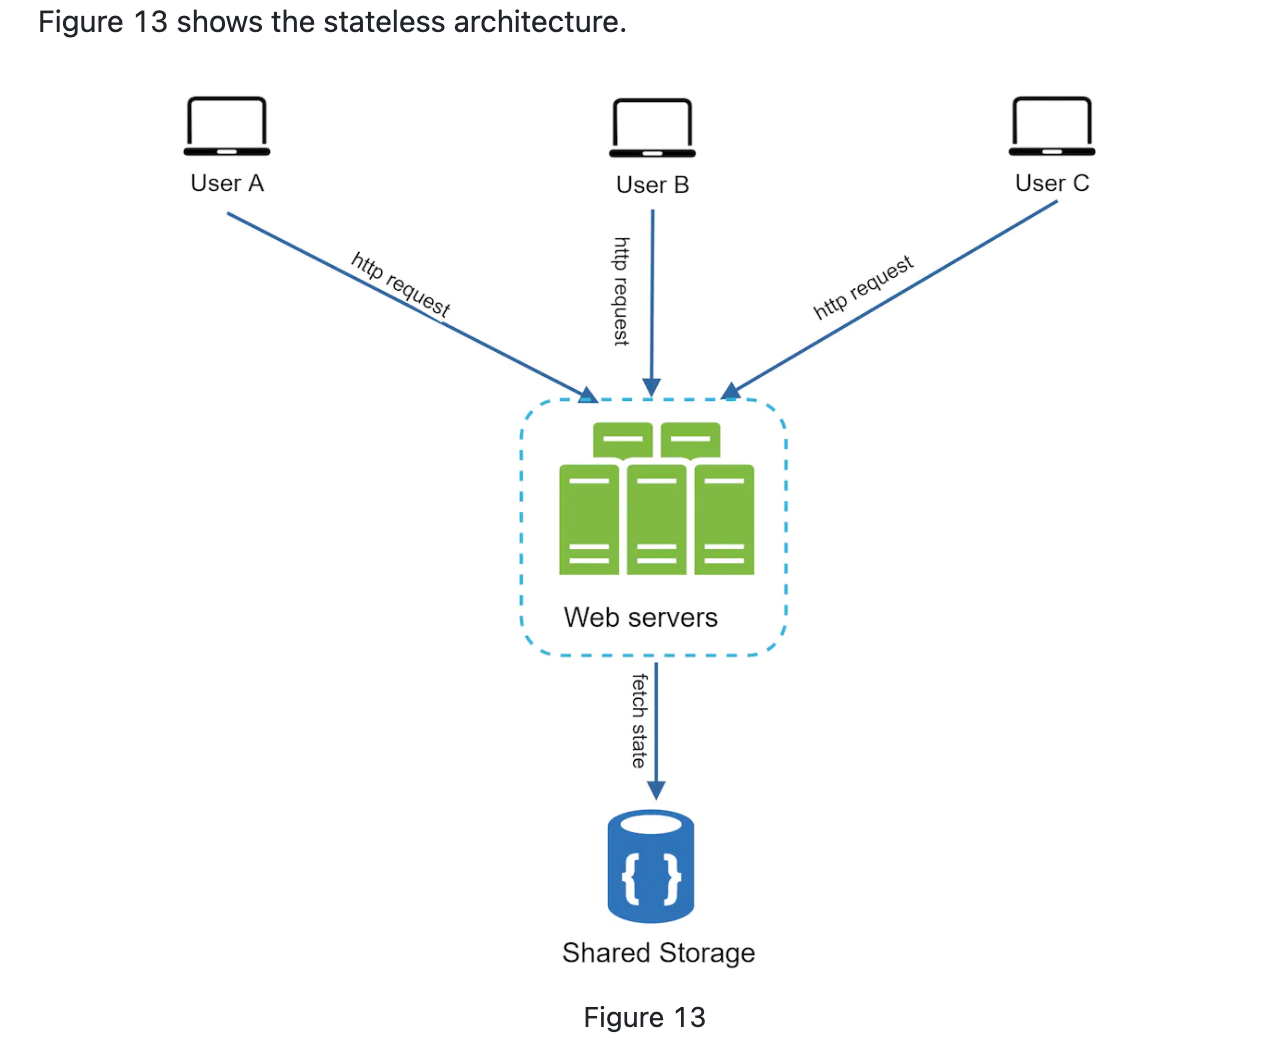 Figure 13 shows the stateless architecture.
User A
User B
User C
http request
http request
http request
Web servers
fetch state
{ }
Shared Storage
Figure 13